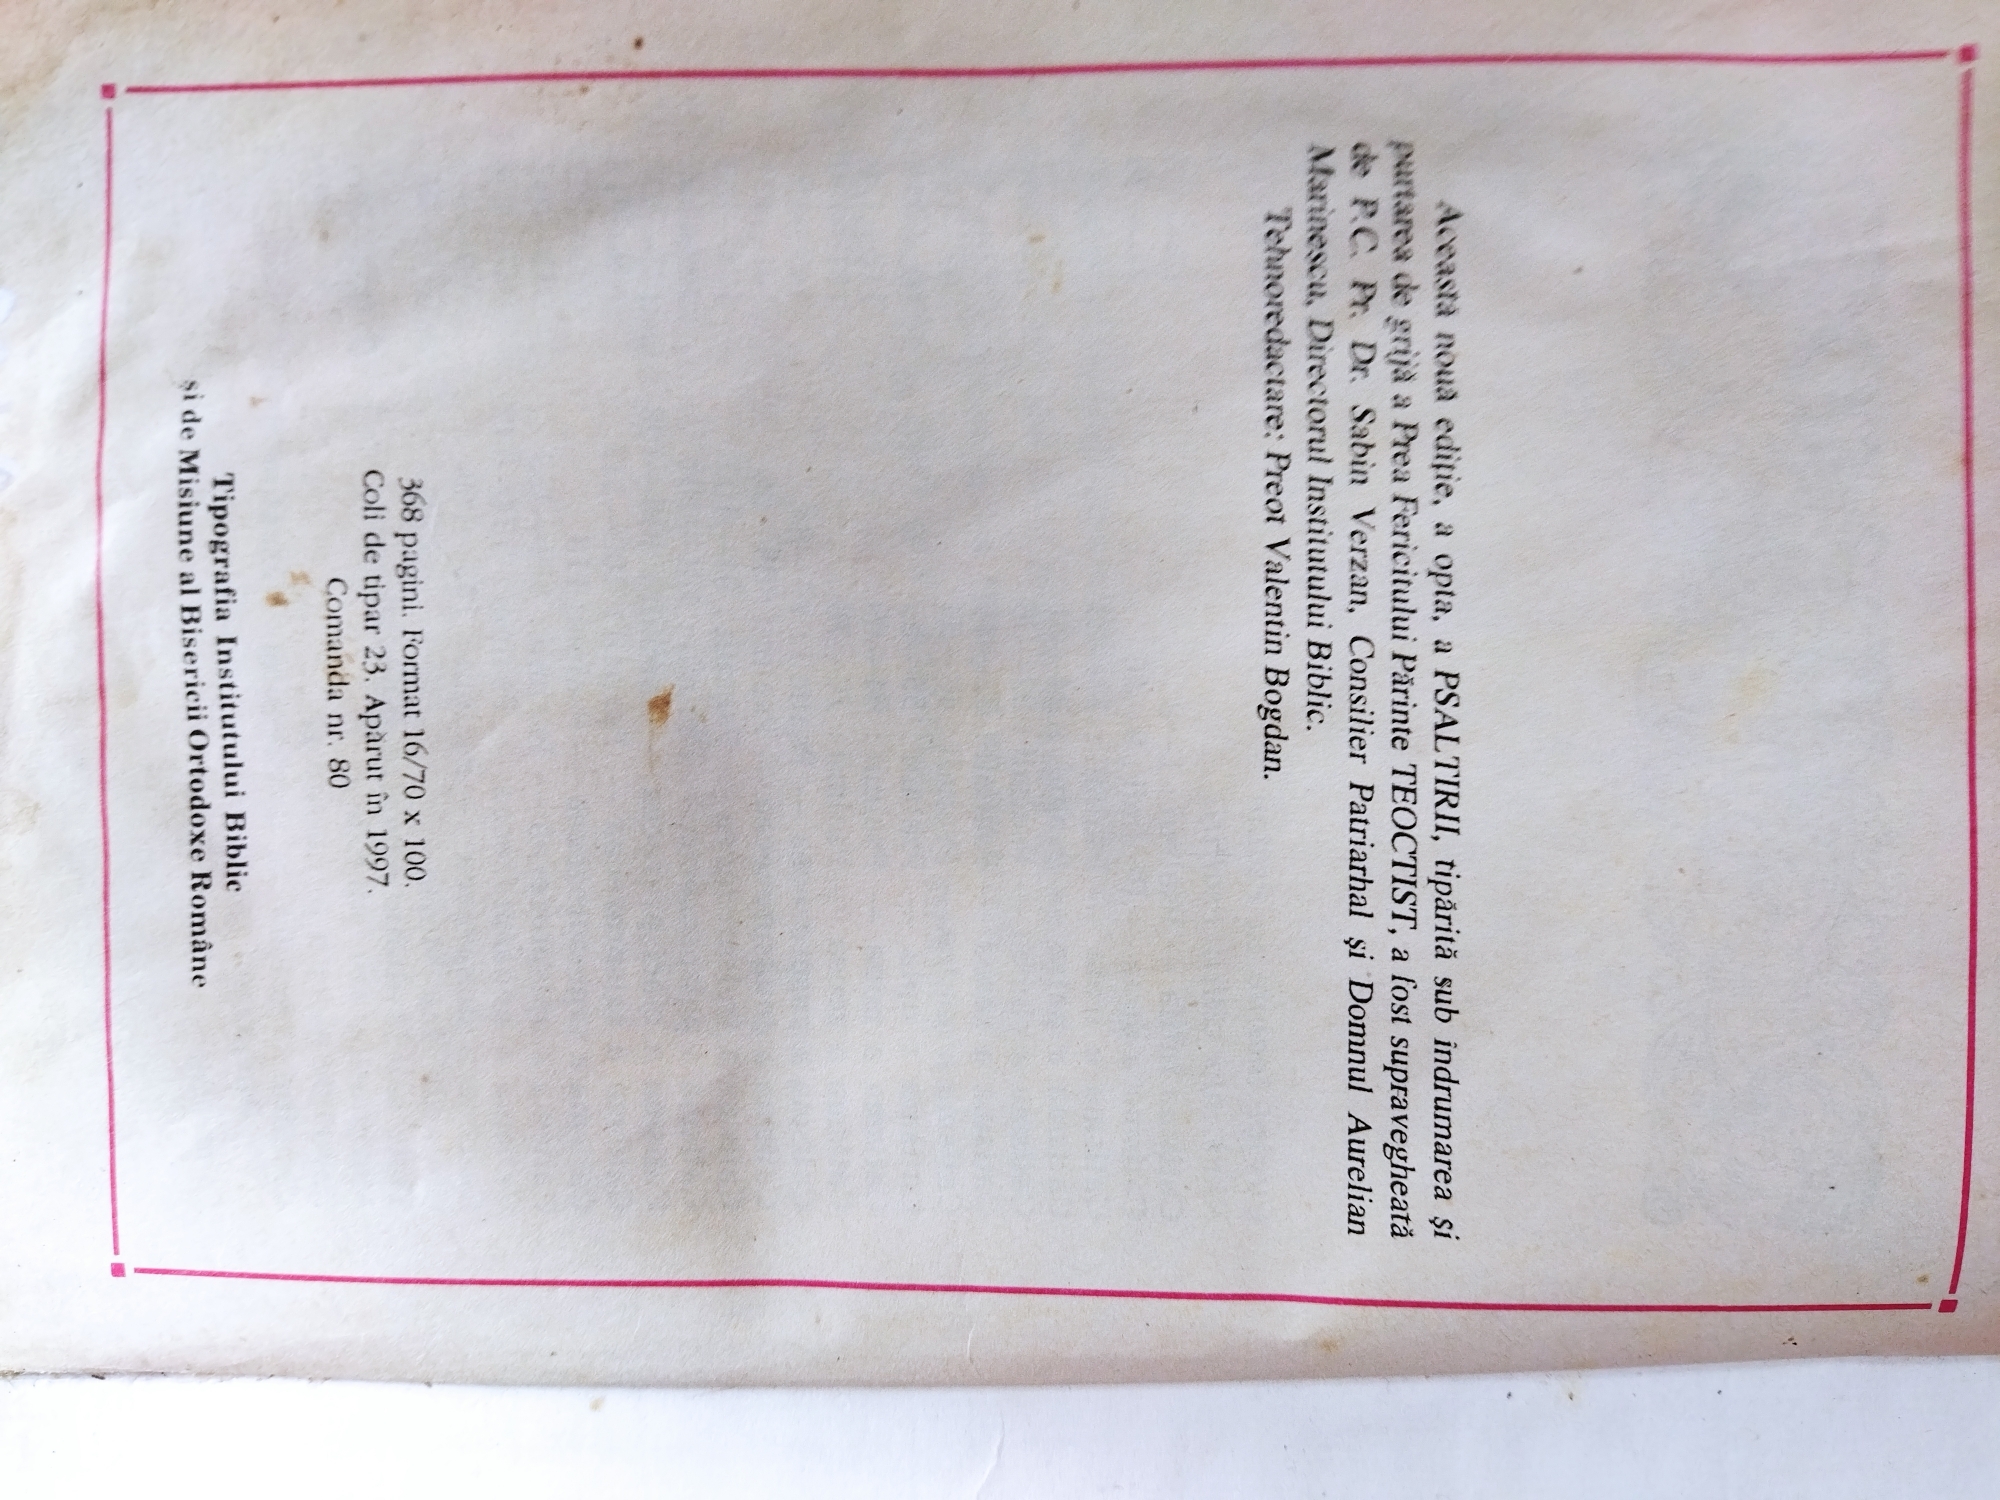 Această nouă ediţie, a opta, a PSALTIRII, tipărită sub îndrumarea şi
purtarea de grijă a Prea Fericitului Părinte TEOCTIST, a fost supravegheată
de P.C. Pr. Dr. Sabin Verzan, Consilier Patriarhal şi Domnul Aurelian
Marinescu, Directorul Institutului Biblic.
Tehnoredactare: Preot Valentin Bogdan.
368 pagini. Format 16/70 x 100.
Coli de tipar 23. Apărut în 1997.
Comanda nr. 80
Tipografia Institutului Biblic
şi de Misiune al Bisericii Ortodoxe Române